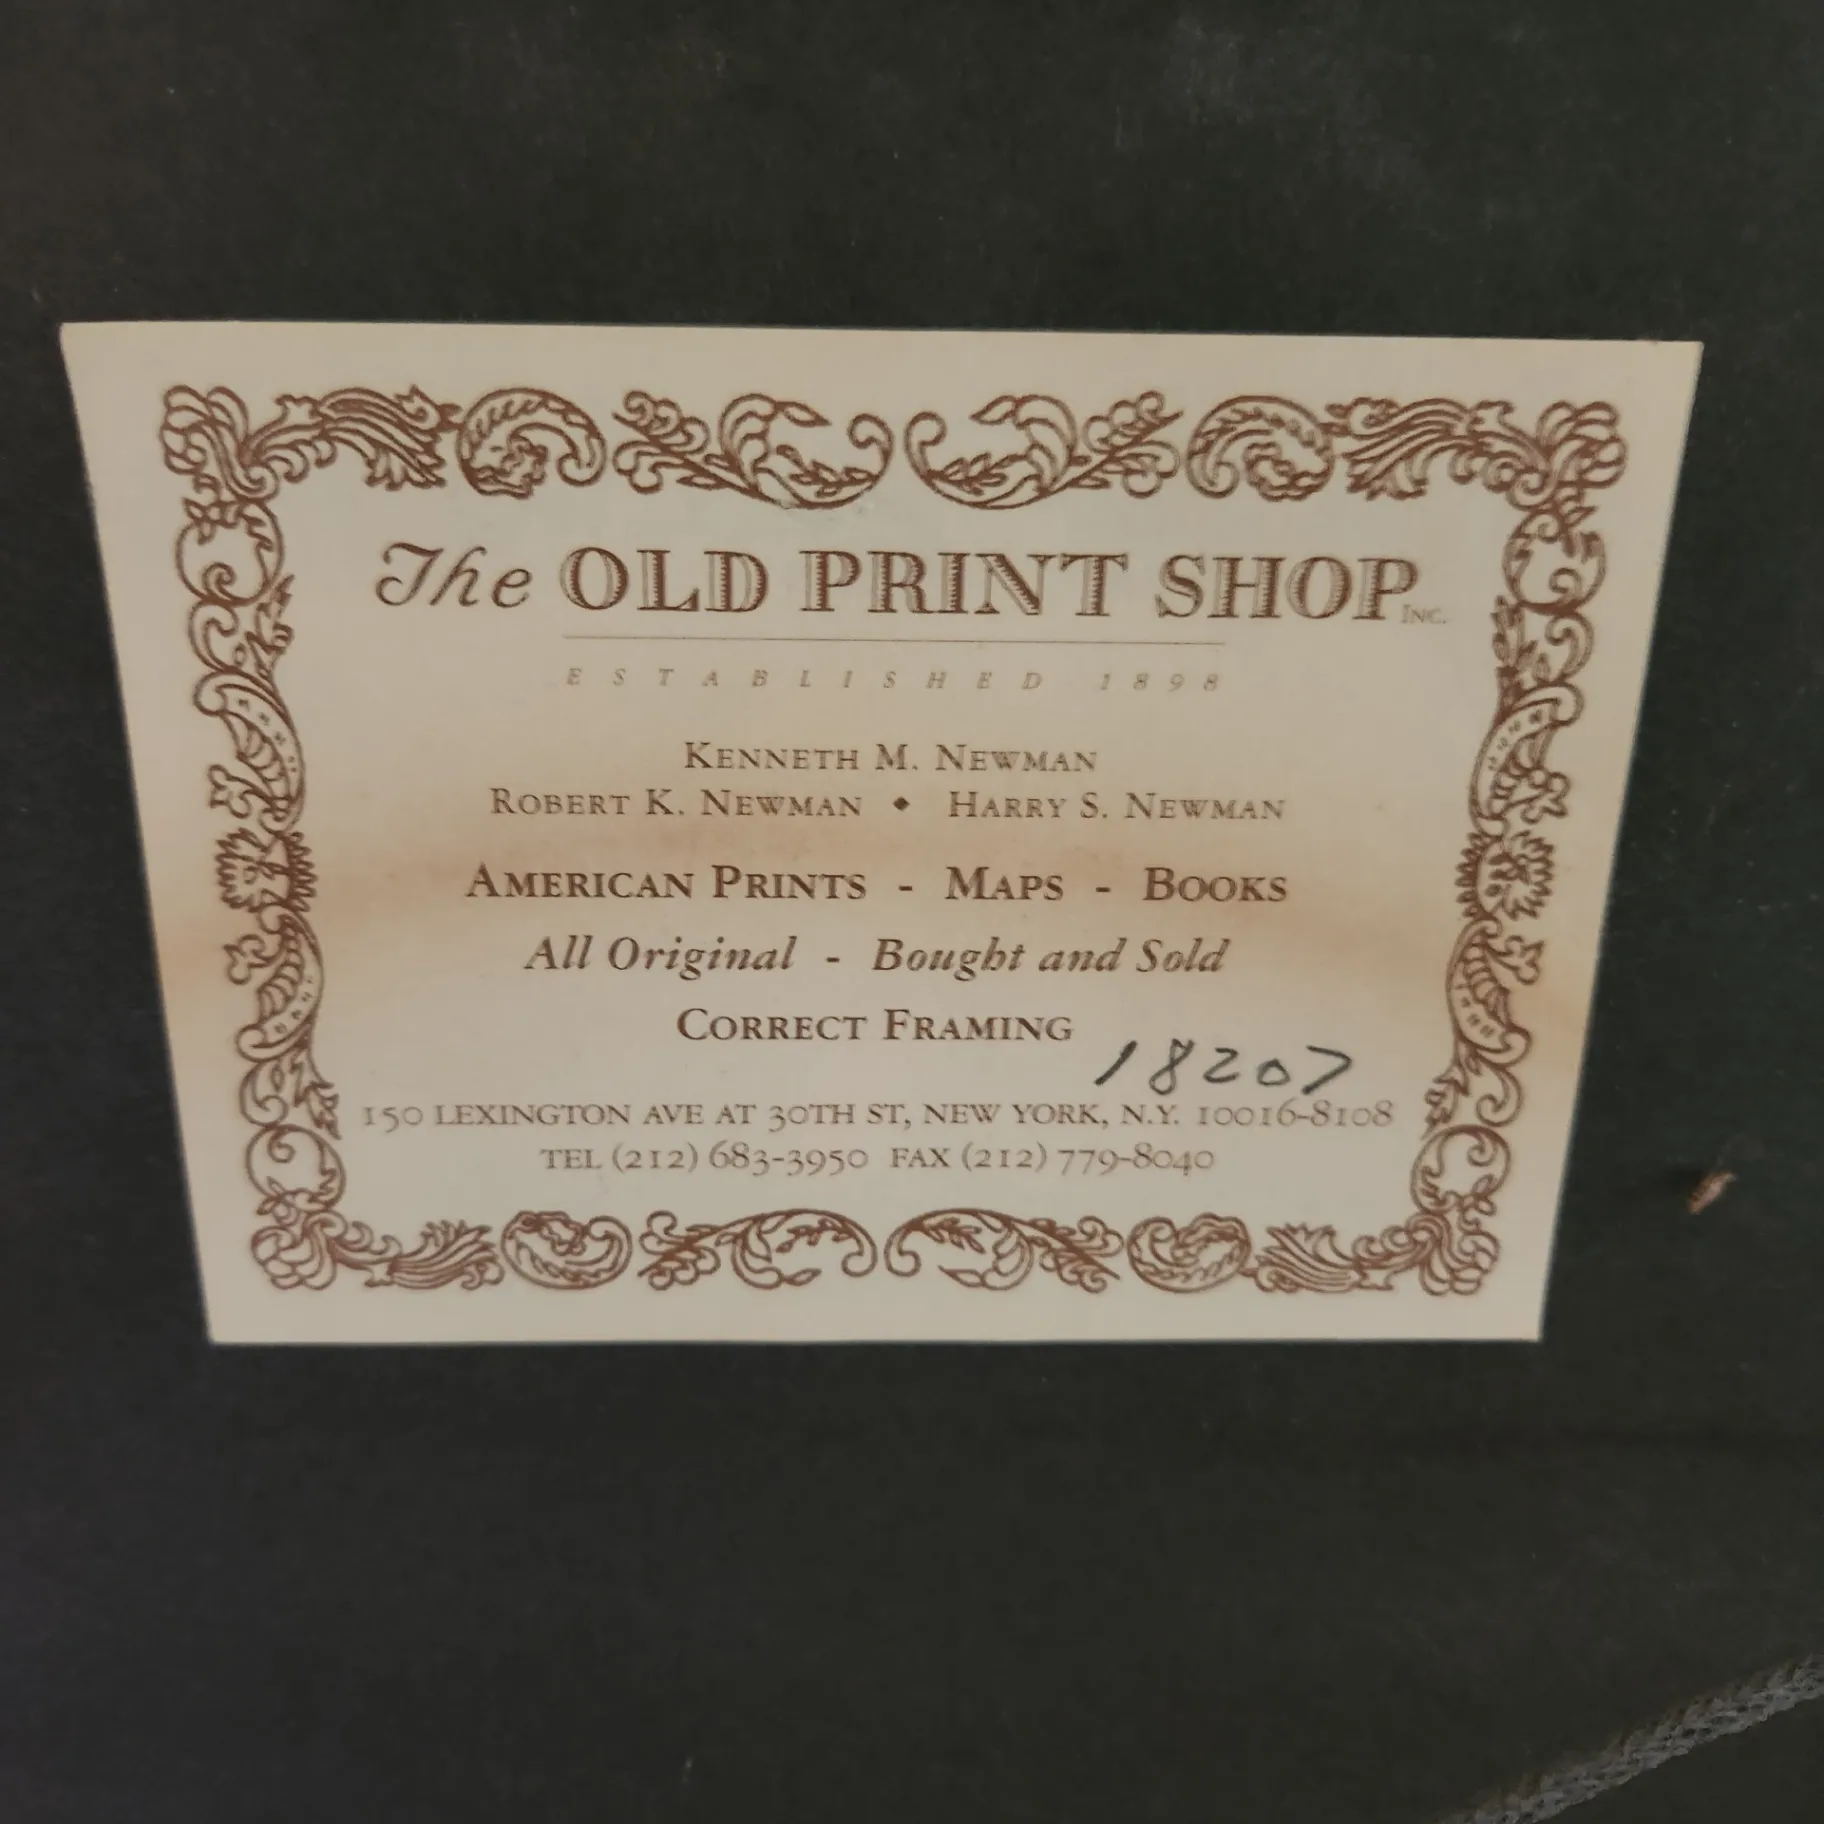 The OLD PRINT SHOP INC.
ESTABLISHED 1898
KENNETH M. NEWMAN
ROBERT K. NEWMAN ◆ HARRY S. NEWMAN
AMERICAN PRINTS - MAPS - BOOKS
All Original - Bought and Sold
CORRECT FRAMING
18207
150 LEXINGTON AVE AT 30TH ST, NEW YORK, N.Y. 10016-8108
TEL (212) 683-3950 FAX (212) 779-8040